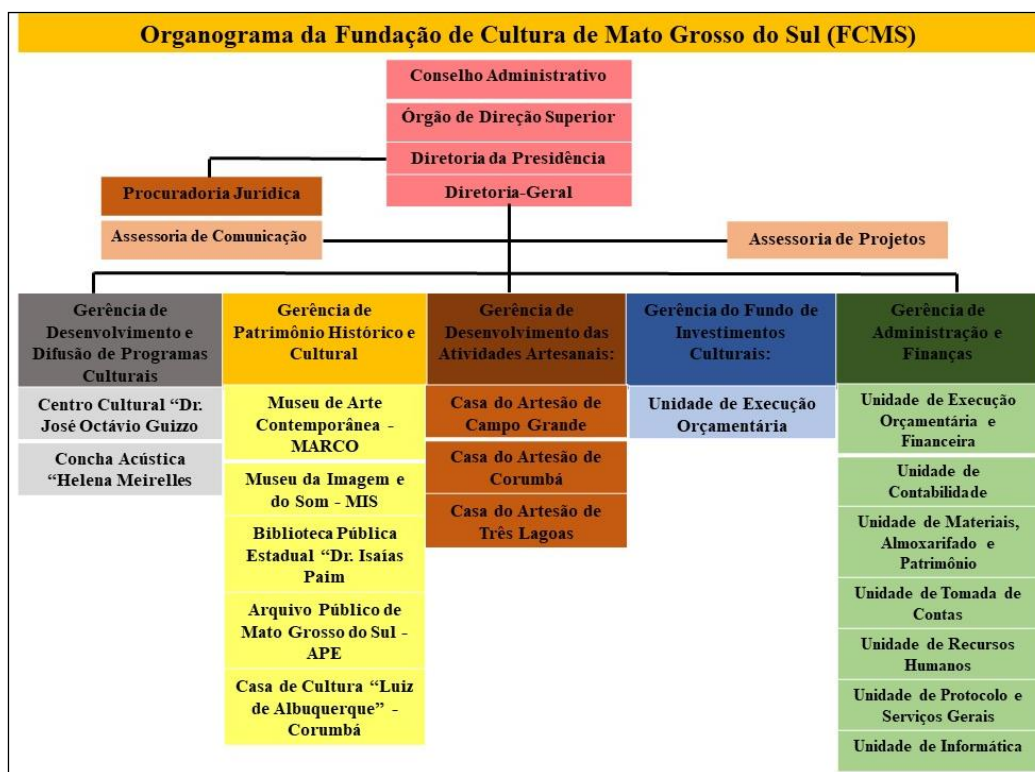 Organograma da Fundação de Cultura de Mato Grosso do Sul (FCMS)
Conselho Administrativo
Órgão de Direção Superior
Diretoria da Presidência
Diretoria-Geral
Procuradoria Jurídica
Assessoria de Comunicação
Assessoria de Projetos
Gerência de
Desenvolvimento e
Difusão de Programas
Culturais
Centro Cultural “Dr.
José Octávio Guizzo
Concha Acústica
“Helena Meirelles
Gerência de
Patrimônio Histórico e
Cultural
Museu de Arte
Contemporânea -
MARCO
Museu da Imagem e
do Som - MIS
Biblioteca Pública
Estadual “Dr. Isaías
Paim
Arquivo Público de
Mato Grosso do Sul -
APE
Casa de Cultura “Luiz
de Albuquerque” -
Corumbá
Gerência de
Desenvolvimento das
Atividades Artesanais:
Casa do Artesão de
Campo Grande
Casa do Artesão de
Corumbá
Casa do Artesão de
Três Lagoas
Gerência do Fundo de
Investimentos
Culturais:
Unidade de Execução
Orçamentária
Gerência de
Administração e
Finanças
Unidade de Execução
Orçamentária e
Financeira
Unidade de
Contabilidade
Unidade de Materiais,
Almoxarifado e
Patrimônio
Unidade de Tomada de
Contas
Unidade de Recursos
Humanos
Unidade de Protocolo e
Serviços Gerais
Unidade de Informática